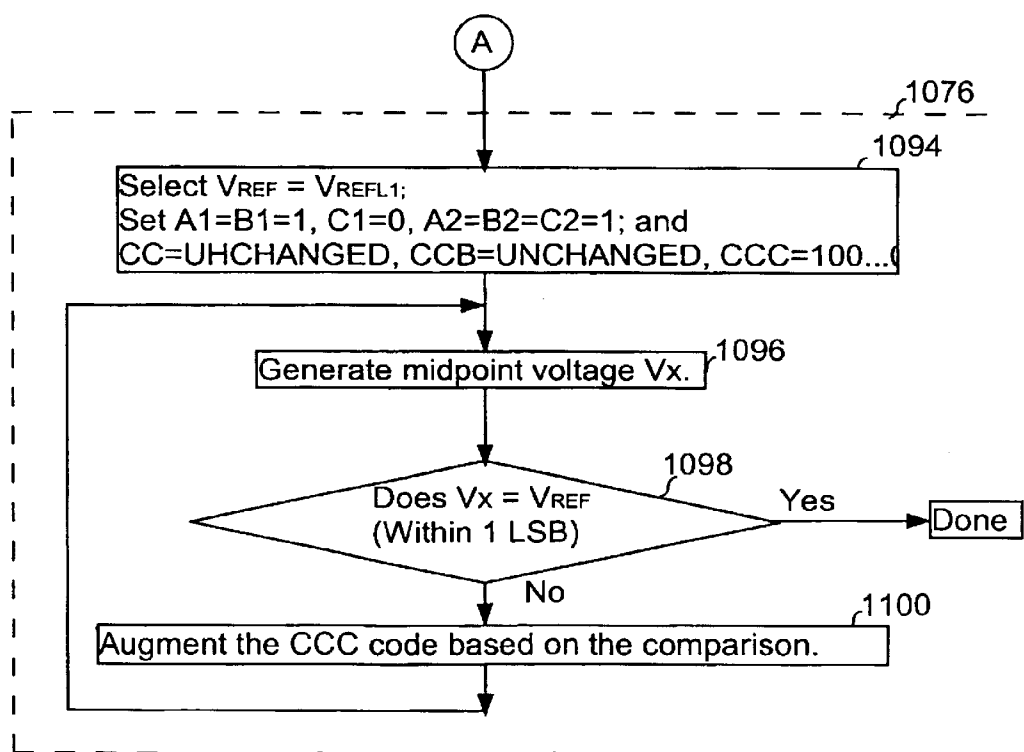 A
1076
1094
Select VREF = VREFL1;
Set A1=B1=1, C1=0, A2=B2=C2=1; and
CC=UHCHANGED, CCB=UNCHANGED, CCC=100...0
1096
Generate midpoint voltage Vx.
1098
Does Vx = VREF
(Within 1 LSB)
Yes
Done
No
1100
Augment the CCC code based on the comparison.